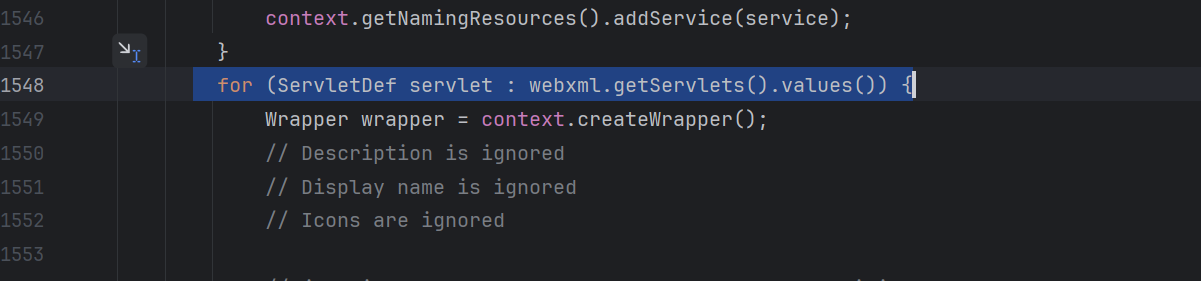 1546 context.getNamingResources().addService(service);
1547 }
1548 for (ServletDef servlet : webxml.getServlets().values()) {
1549 Wrapper wrapper = context.createWrapper();
1550 // Description is ignored
1551 // Display name is ignored
1552 // Icons are ignored
1553